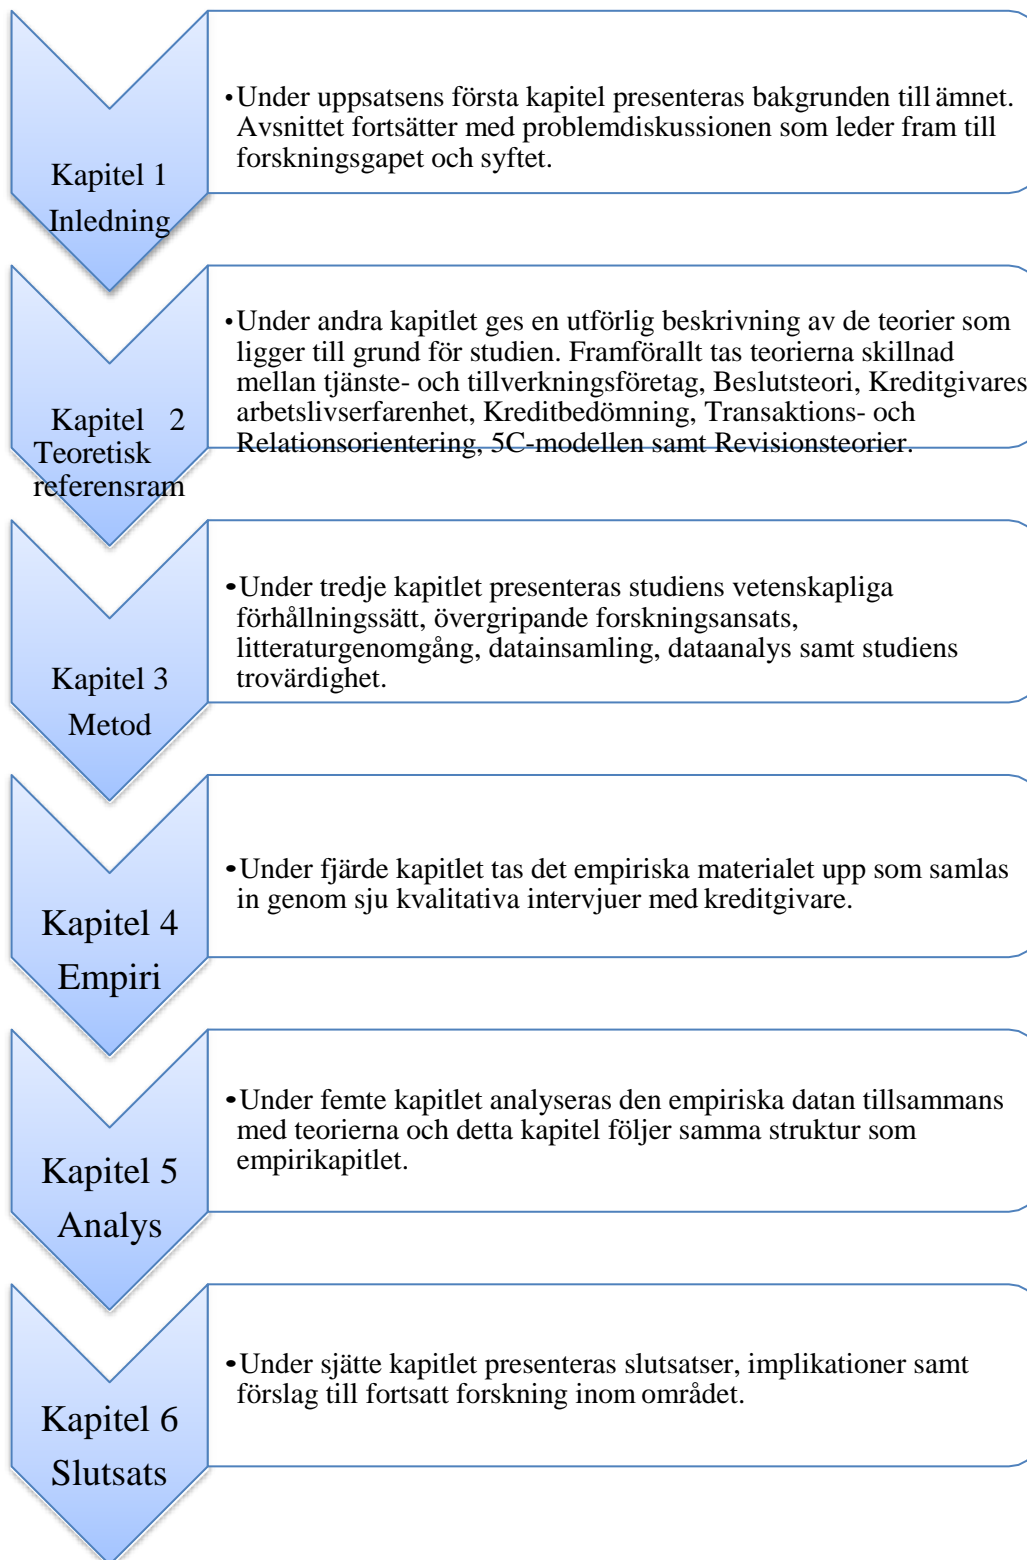 Kapitel 1
Inledning
•Under uppsatsens första kapitel presenteras bakgrunden till ämnet.
Avsnittet fortsätter med problemdiskussionen som leder fram till
forskningsgapet och syftet.
Kapitel 2
Teoretisk
referensram
•Under andra kapitlet ges en utförlig beskrivning av de teorier som
ligger till grund för studien. Framförallt tas teorierna skillnad
mellan tjänste- och tillverkningsföretag, Beslutsteori, Kreditgivares
arbetslivserfarenhet, Kreditbedömning, Transaktions- och
Relationsorientering, 5C-modellen samt Revisionsteorier.
Kapitel 3
Metod
•Under tredje kapitlet presenteras studiens vetenskapliga
förhållningssätt, övergripande forskningsansats,
litteraturgenomgång, datainsamling, dataanalys samt studiens
trovärdighet.
Kapitel 4
Empiri
•Under fjärde kapitlet tas det empiriska materialet upp som samlas
in genom sju kvalitativa intervjuer med kreditgivare.
Kapitel 5
Analys
•Under femte kapitlet analyseras den empiriska datan tillsammans
med teorierna och detta kapitel följer samma struktur som
empirikapitlet.
Kapitel 6
Slutsats
•Under sjätte kapitlet presenteras slutsatser, implikationer samt
förslag till fortsatt forskning inom området.